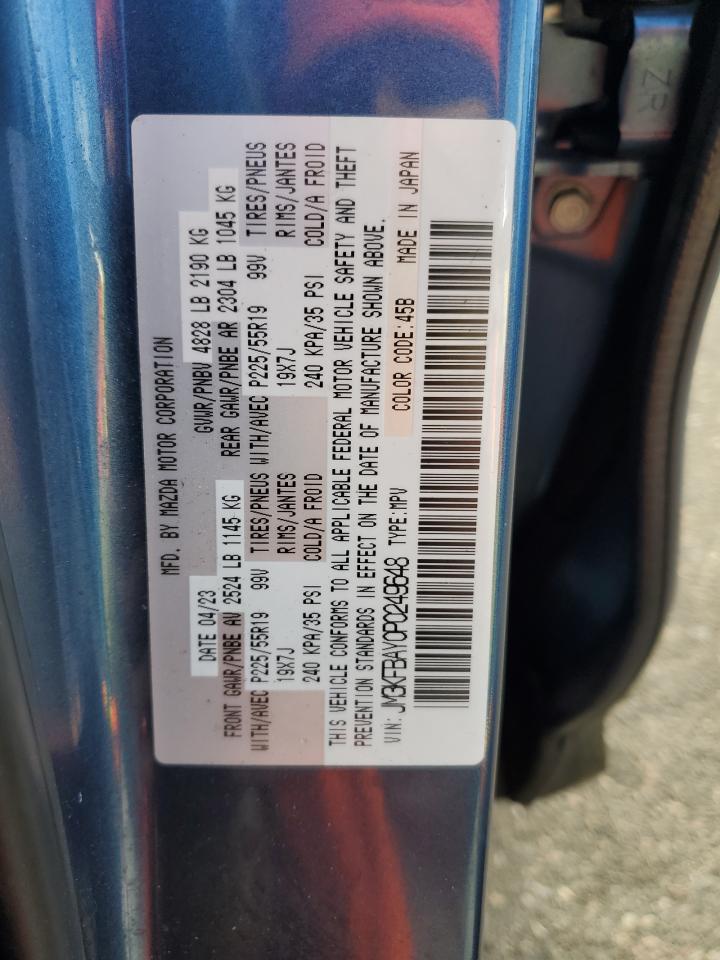 MFD. BY MAZDA MOTOR CORPORATION
DATE 04/23 GVWR/PNBV 4828 LB 2190 KG
FRONT GAWR/PNBE AV 2524 LB 1145 KG REAR GAWR/PNBE AR 2304 LB 1045 KG
WITH/AVEC P225/55R19 99V TIRES/PNEUS WITH/AVEC P225/55R19 99V TIRES/PNEUS
19X7J RIMS/JANTES 19X7J RIMS/JANTES
240 KPA/35 PSI COLD/A FROID 240 KPA/35 PSI COLD/A FROID
THIS VEHICLE CONFORMS TO ALL APPLICABLE FEDERAL MOTOR VEHICLE SAFETY AND THEFT
PREVENTION STANDARDS IN EFFECT ON THE DATE OF MANUFACTURE SHOWN ABOVE.
VIN: JM3KFBAY0P0249648 TYPE:MPV COLOR CODE:45B MADE IN JAPAN
ZR